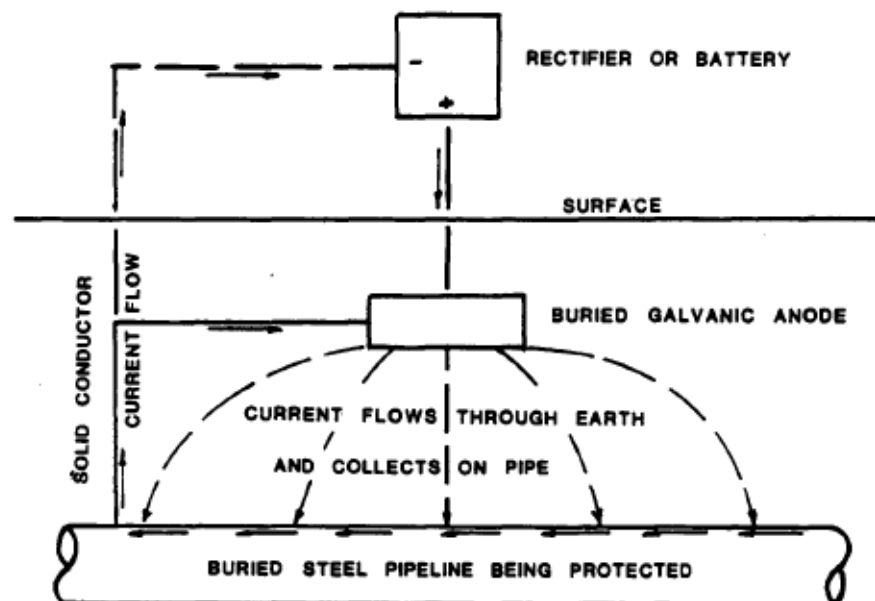 RECTIFIER OR BATTERY
-
+
SURFACE
SOLID CONDUCTOR
CURRENT FLOW
BURIED GALVANIC ANODE
CURRENT FLOWS THROUGH EARTH
AND COLLECTS ON PIPE
BURIED STEEL PIPELINE BEING PROTECTED